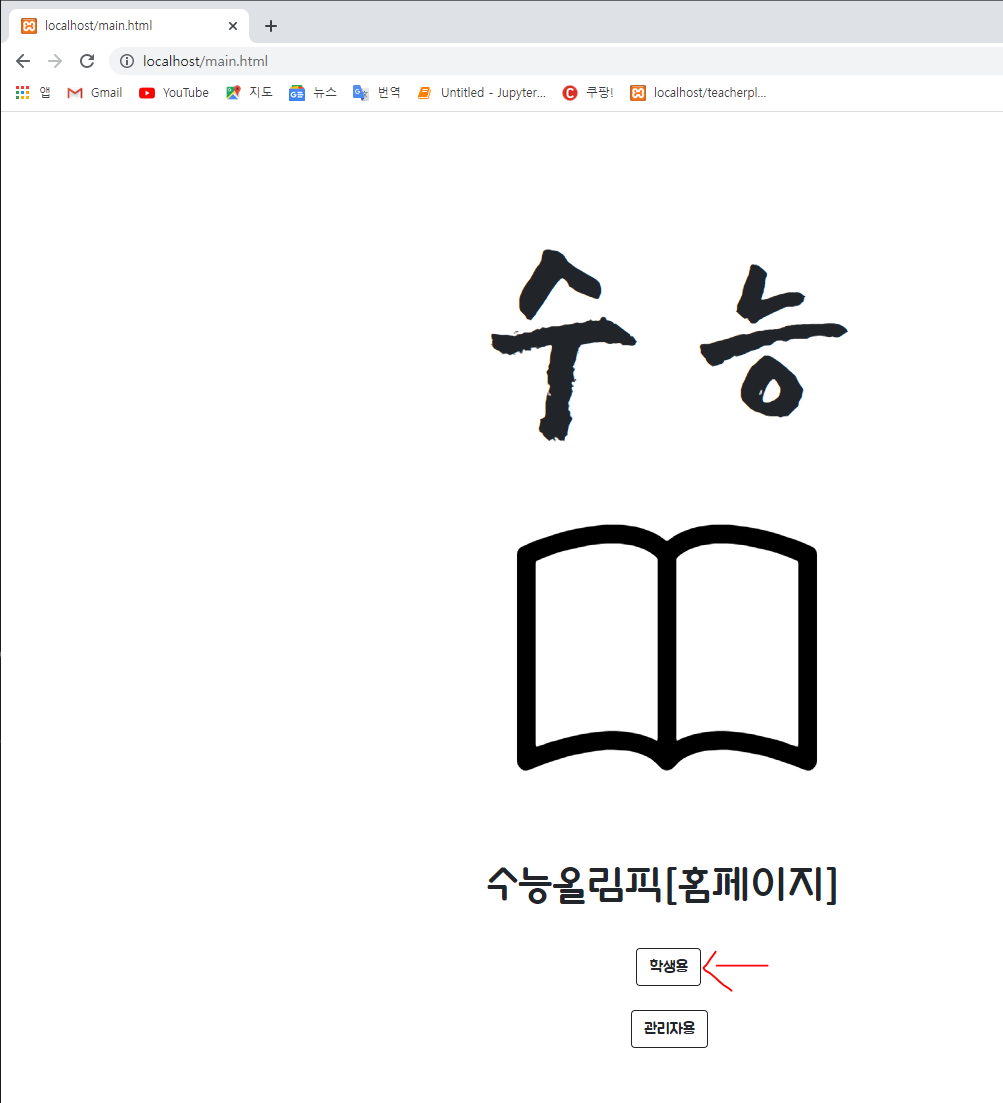 localhost/main.html
localhost/main.html
앱 Gmail YouTube 지도 뉴스 번역 Untitled - Jupyter... 쿠팡! localhost/teacherpl...
수 능
수능올림픽[홈페이지]
학생용
관리자용